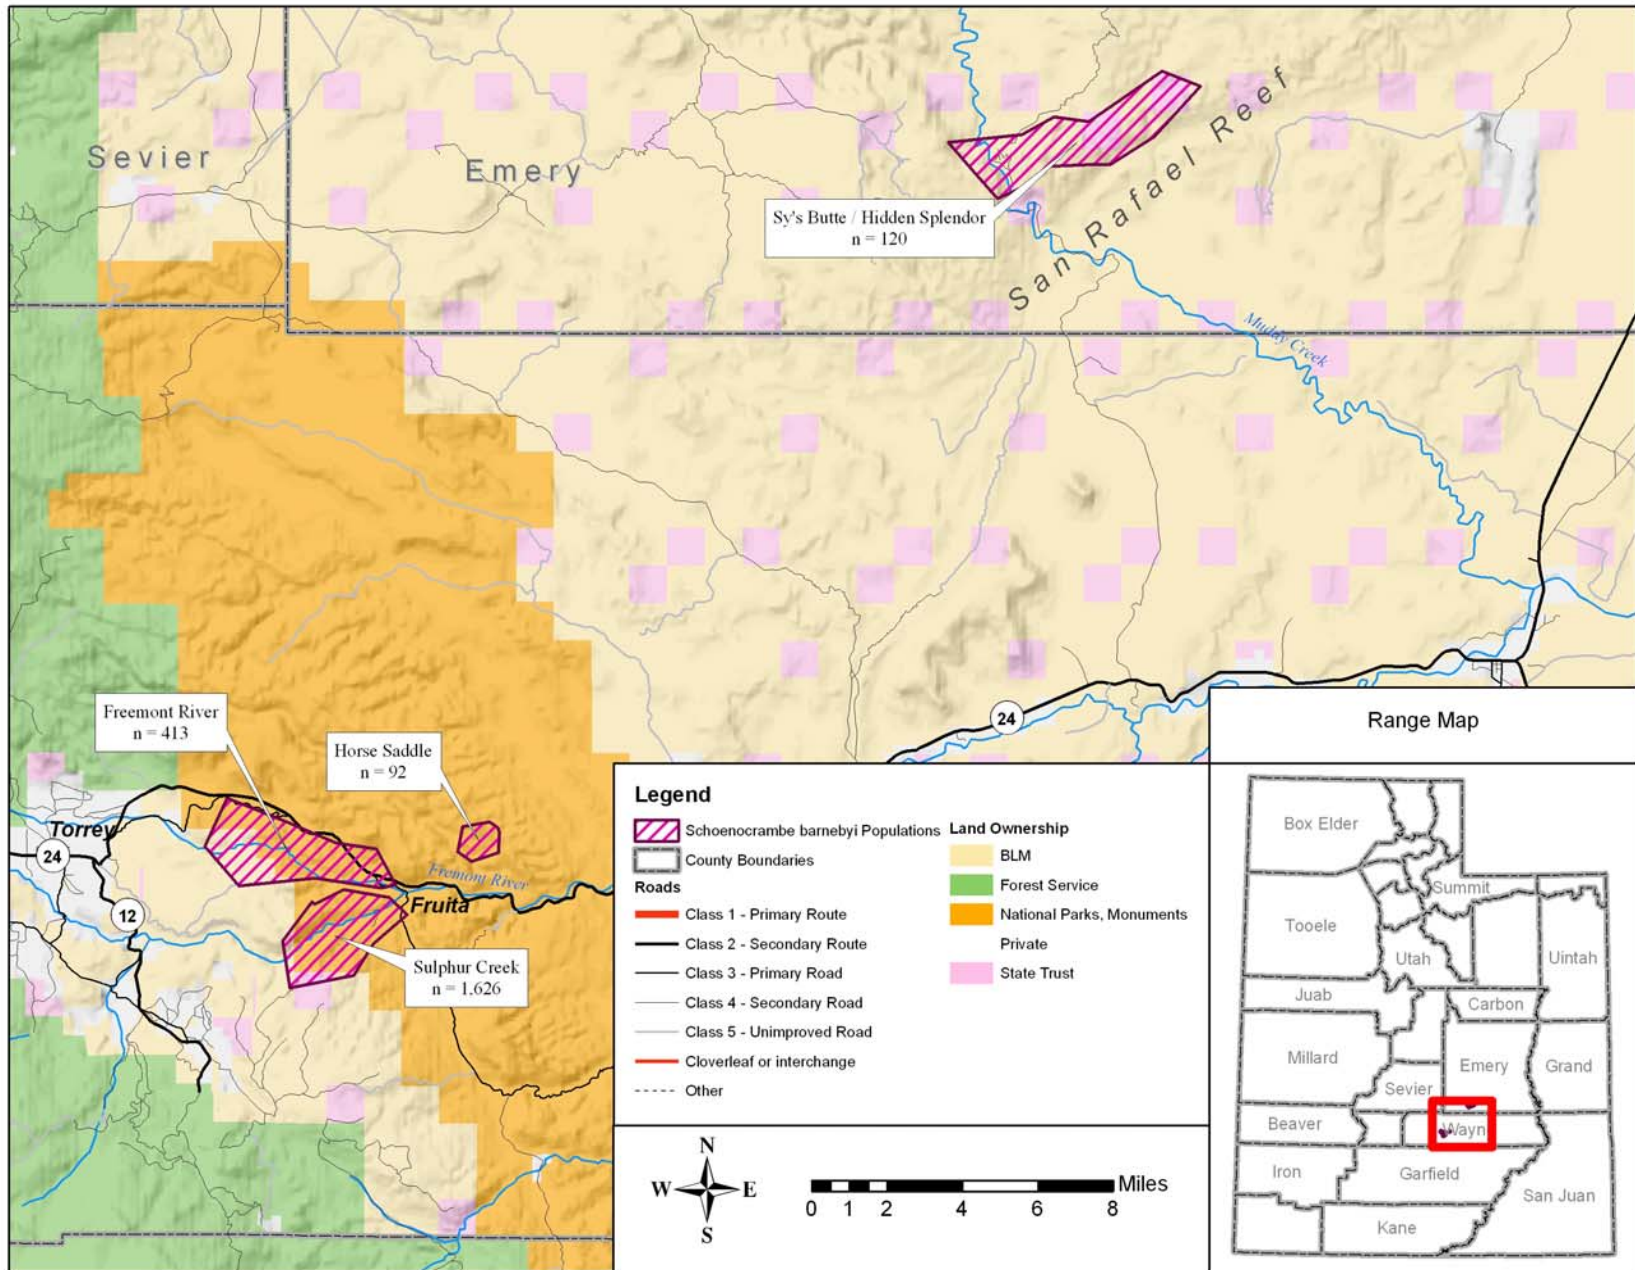 Sevier
Emery
San Rafael Reef
Sy's Butte / Hidden Splendor
n = 120
Muddy Creek
Freemont River
n = 413
Horse Saddle
n = 92
24
Torrey
24
12
Fremont River
Fruita
Sulphur Creek
n = 1.626
Legend
Schoenocrambe barnebyi Populations
County Boundaries
Roads
Class 1 - Primary Route
Class 2 - Secondary Route
Class 3 - Primary Road
Class 4 - Secondary Road
Class 5 - Unimproved Road
Cloverleaf or interchange
Other
Land Ownership
BLM
Forest Service
National Parks, Monuments
Private
State Trust
N
W E
S
0 1 2 4 6 8 Miles
Range Map
Box Elder
Summit
Tooele
Utah
Uintah
Juab
Carbon
Millard
Emery
Grand
Sevier
Beaver
Wayn
Iron
Garfield
San Juan
Kane